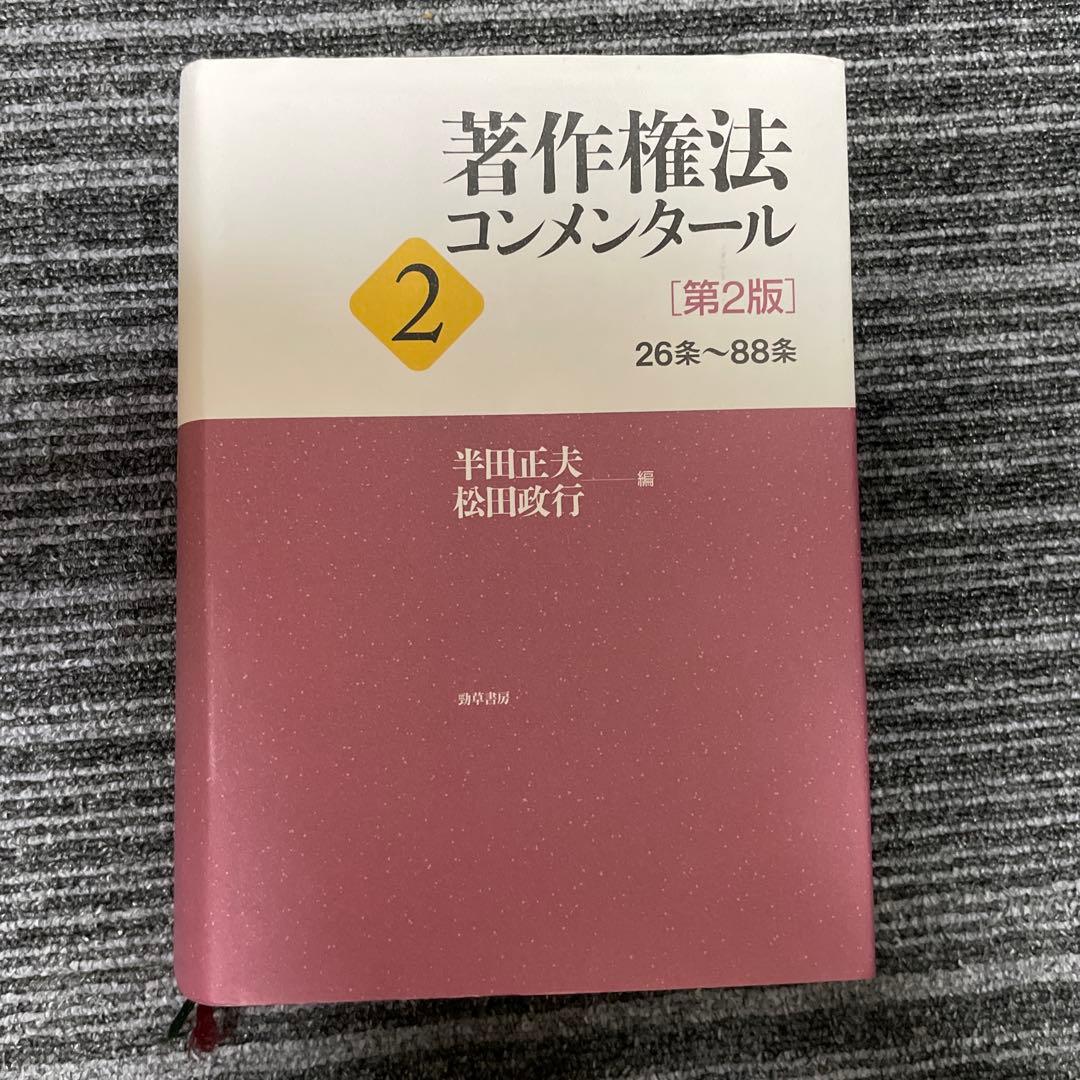 著作権法
コンメンタール
2
[第2版]
26条~88条
半田正夫
松田政行
編
勁草書房